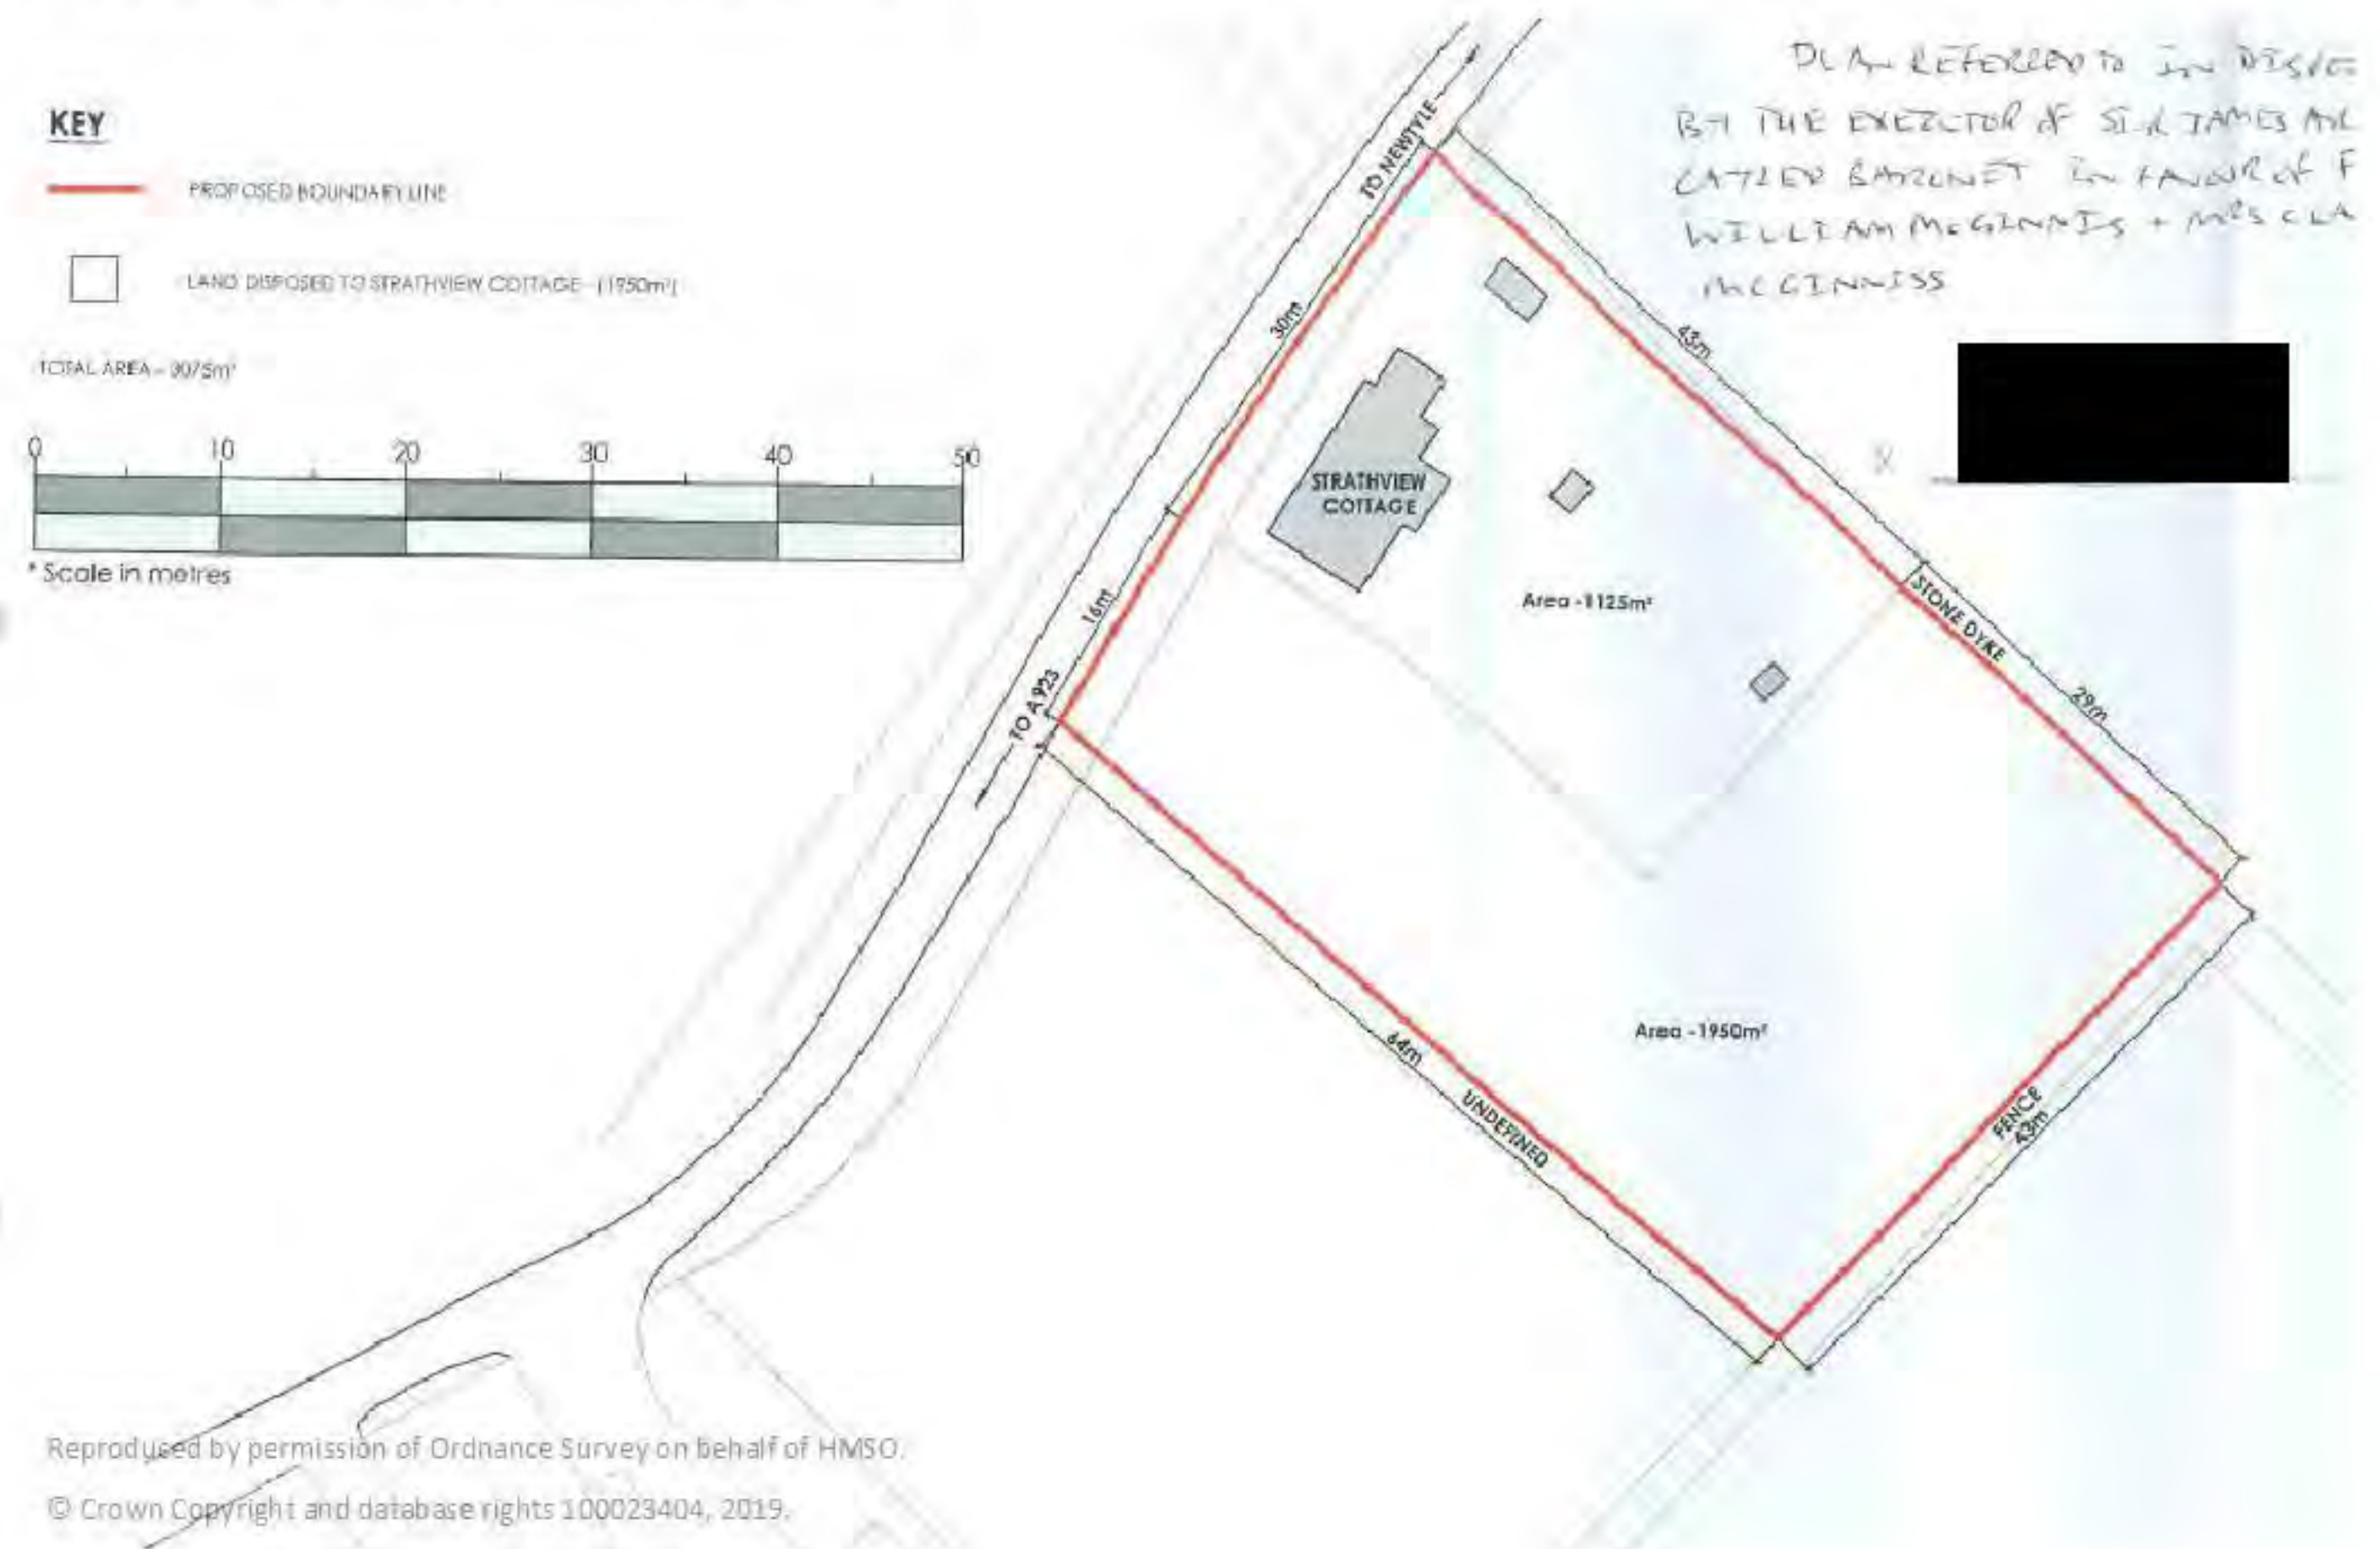 KEY
PROPOSED BOUNDARY LINE
LAND DISPOSED TO STRATHVIEW COTTAGE - (1950m²)
TOTAL AREA - 3075m²
0 10 20 30 40 50
* Scale in metres
REFERRED TO IN
BY THE EXECUTOR OF SIR JAMES
BARONET IN FAVOUR OF F
WILLIAM McGINNIS + MRS CLA
McGINNISS
TO NEWTYLE
30m
43m
STRATHVIEW
COTTAGE
Area -1125m²
STONE DYKE
16m
29m
TO A923
Area -1950m²
64m
UNDEFINED
FENCE
43m
Reproduced by permission of Ordnance Survey on behalf of HMSO.
© Crown Copyright and database rights 100023404, 2019.